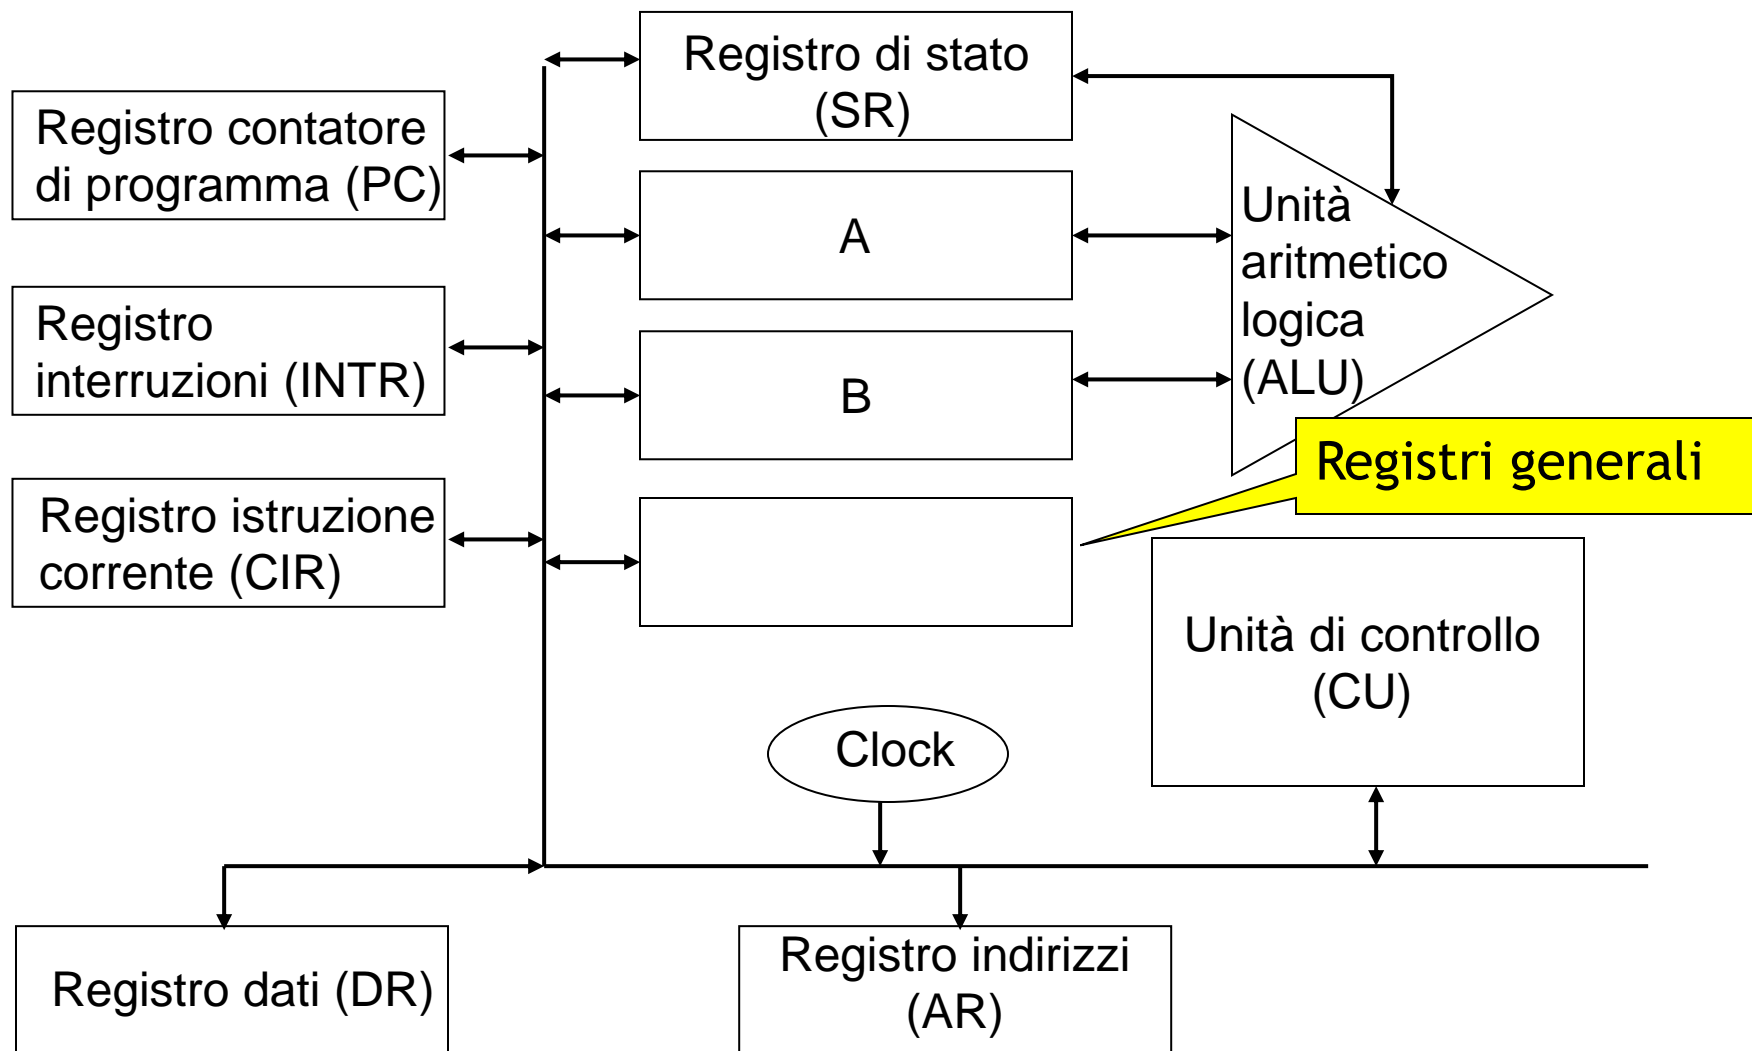 Registro di stato
(SR)
Registro contatore
di programma (PC)
A
Unità
aritmetico
logica
(ALU)
Registro
interruzioni (INTR)
B
Registri generali
Registro istruzione
corrente (CIR)
Unità di controllo
(CU)
Clock
Registro dati (DR)
Registro indirizzi
(AR)